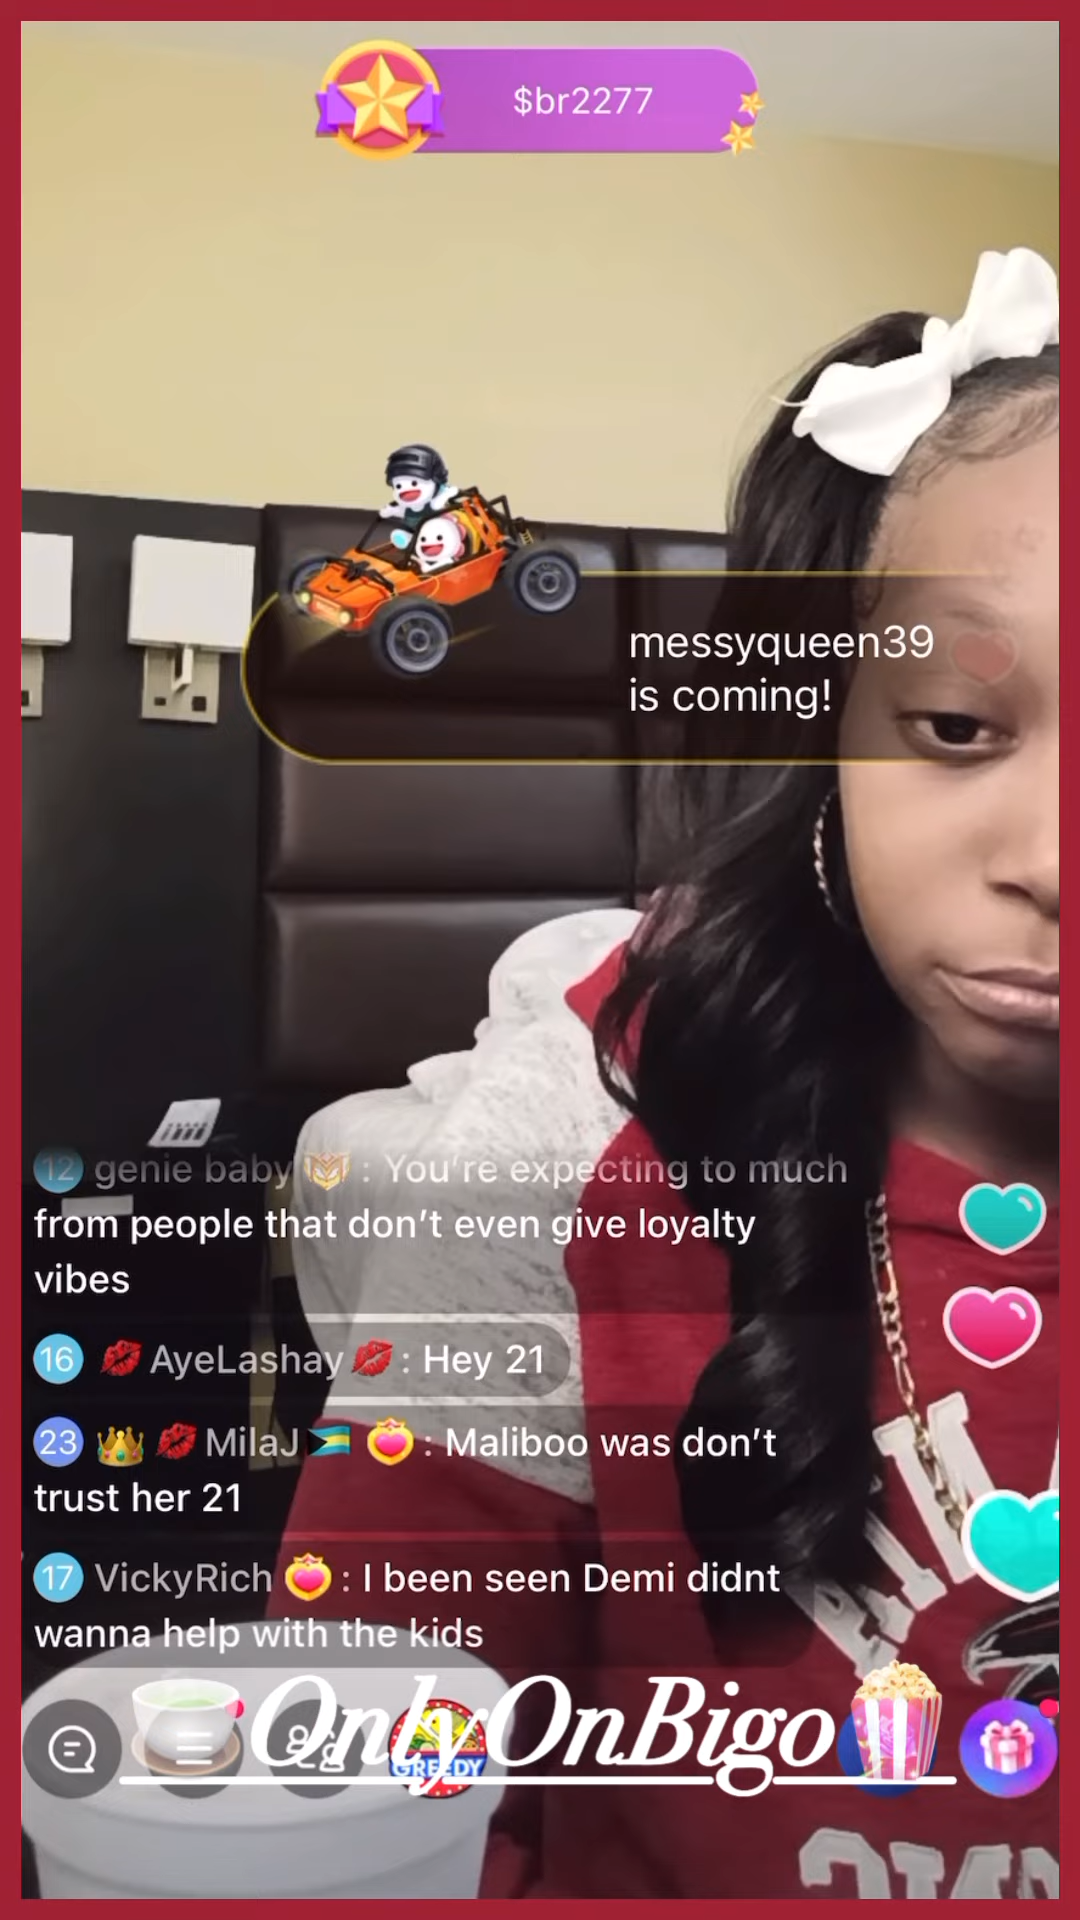 $br2277
messyqueen39
is coming!
12 genie baby : You're expecting to much
from people that don't even give loyalty
vibes
16 💋 AyeLashay 💋 : Hey 21
23 👑 💋 MilaJ 🇧🇸 : Maliboo was don't
trust her 21
17 VickyRich : I been seen Demi didnt
wanna help with the kids
OnlyOnBigo
GREEDY